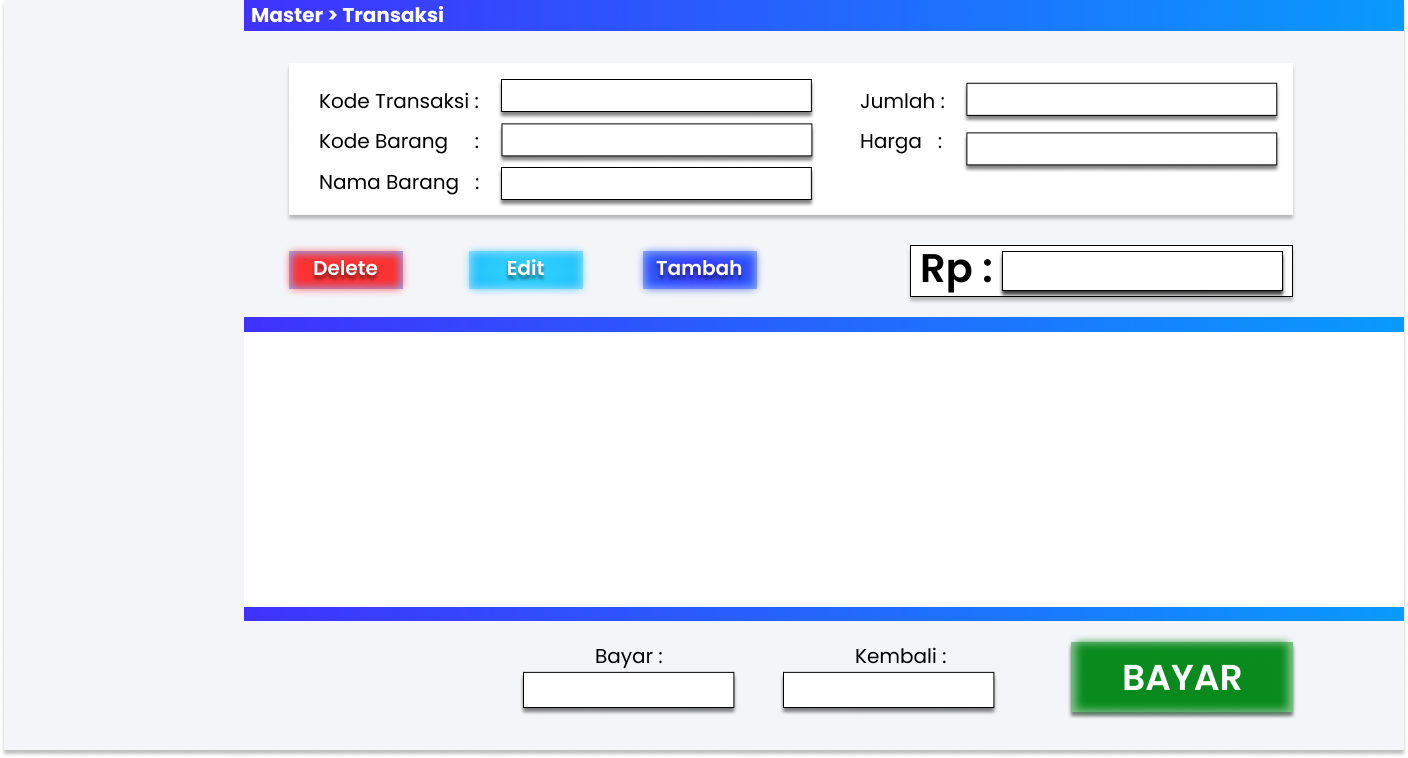 Master > Transaksi
Kode Transaksi :
Kode Barang :
Nama Barang :
Jumlah :
Harga :
Delete
Edit
Tambah
Rp :
Bayar :
Kembali :
BAYAR